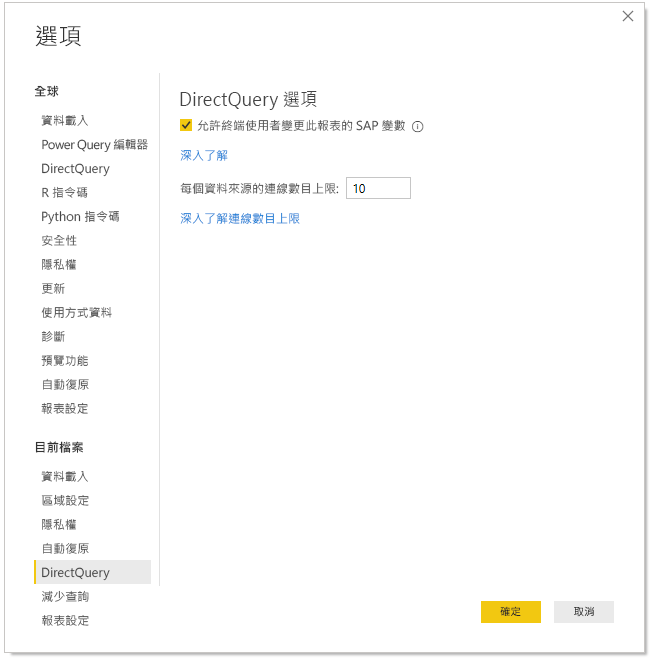 選項
全球
資料載入
Power Query 編輯器
DirectQuery
R 指令碼
Python 指令碼
安全性
隱私權
更新
使用方式資料
診斷
預覽功能
自動復原
報表設定
目前檔案
資料載入
區域設定
隱私權
自動復原
DirectQuery
減少查詢
報表設定
DirectQuery 選項
允許終端使用者變更此報表的 SAP 變數
深入了解
每個資料來源的連線數目上限: 10
深入了解連線數目上限
確定
取消